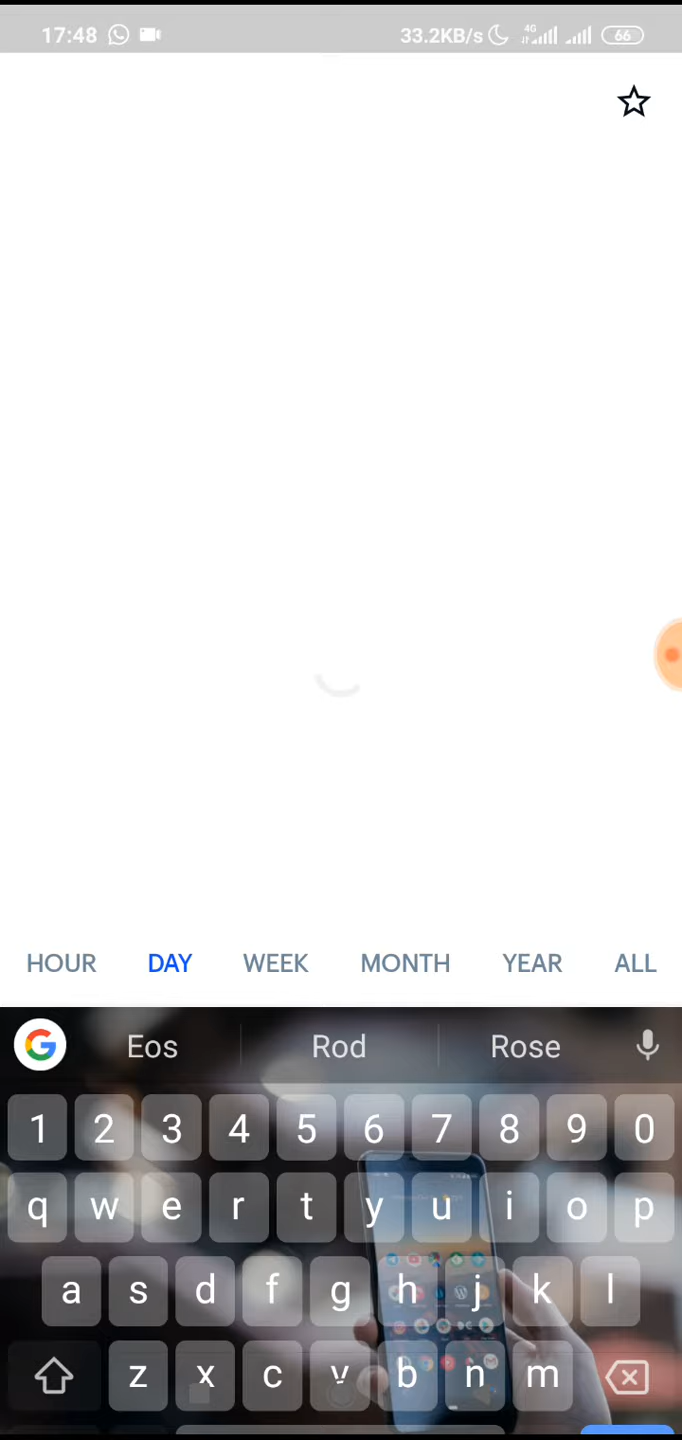 17:48 33.2KB/s 4G 66
HOUR DAY WEEK MONTH YEAR ALL
G Eos Rod Rose
1 2 3 4 5 6 7 8 9 0
q w e r t y u i o p
a s d f g h j k l
z x c v b n m